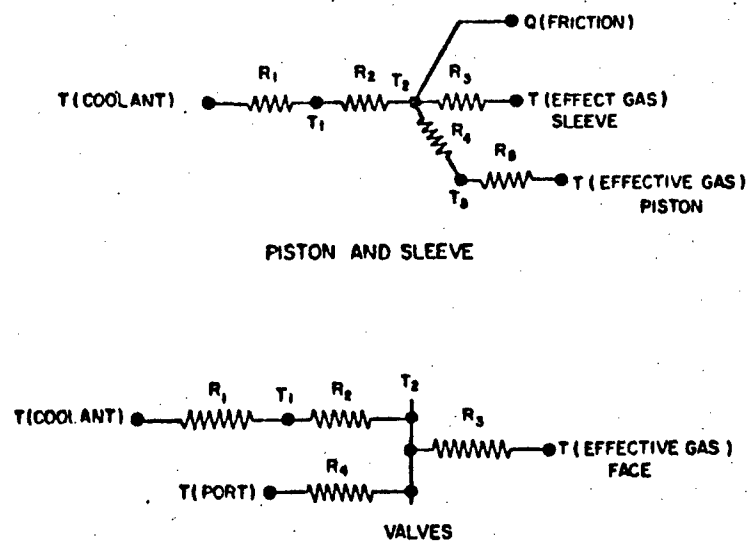 Q (FRICTION)
R1 R2 T2 R3
T (COOLANT) T1 T (EFFECT GAS)
SLEEVE
R4
R5
T3 T (EFFECTIVE GAS)
PISTON
PISTON AND SLEEVE
R1 T1 R2 T2
T(COOLANT) R3
T (EFFECTIVE GAS)
FACE
R4
T(PORT)
VALVES